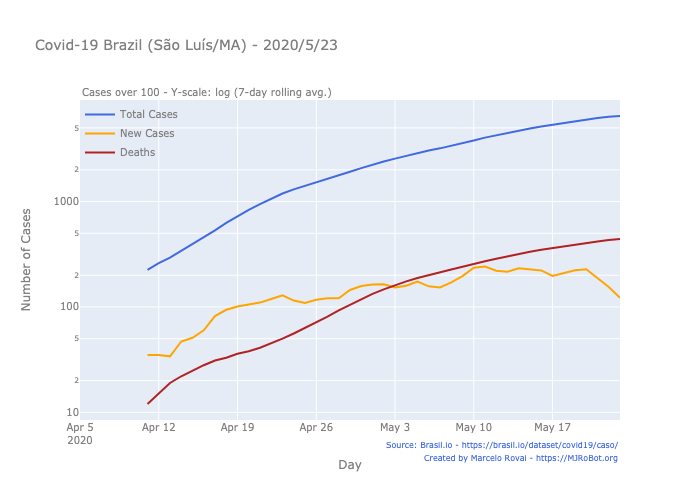 Covid-19 Brazil (São Luís/MA) - 2020/5/23
Cases over 100 - Y-scale: log (7-day rolling avg.)
Total Cases
New Cases
Deaths
Number of Cases
5
2
1000
5
2
100
5
2
10
Apr 5
2020
Apr 12
Apr 19
Apr 26
May 3
May 10
May 17
Day
Source: Brasil.io - https://brasil.io/dataset/covid19/caso/
Created by Marcelo Rovai - https://MJRoBot.org